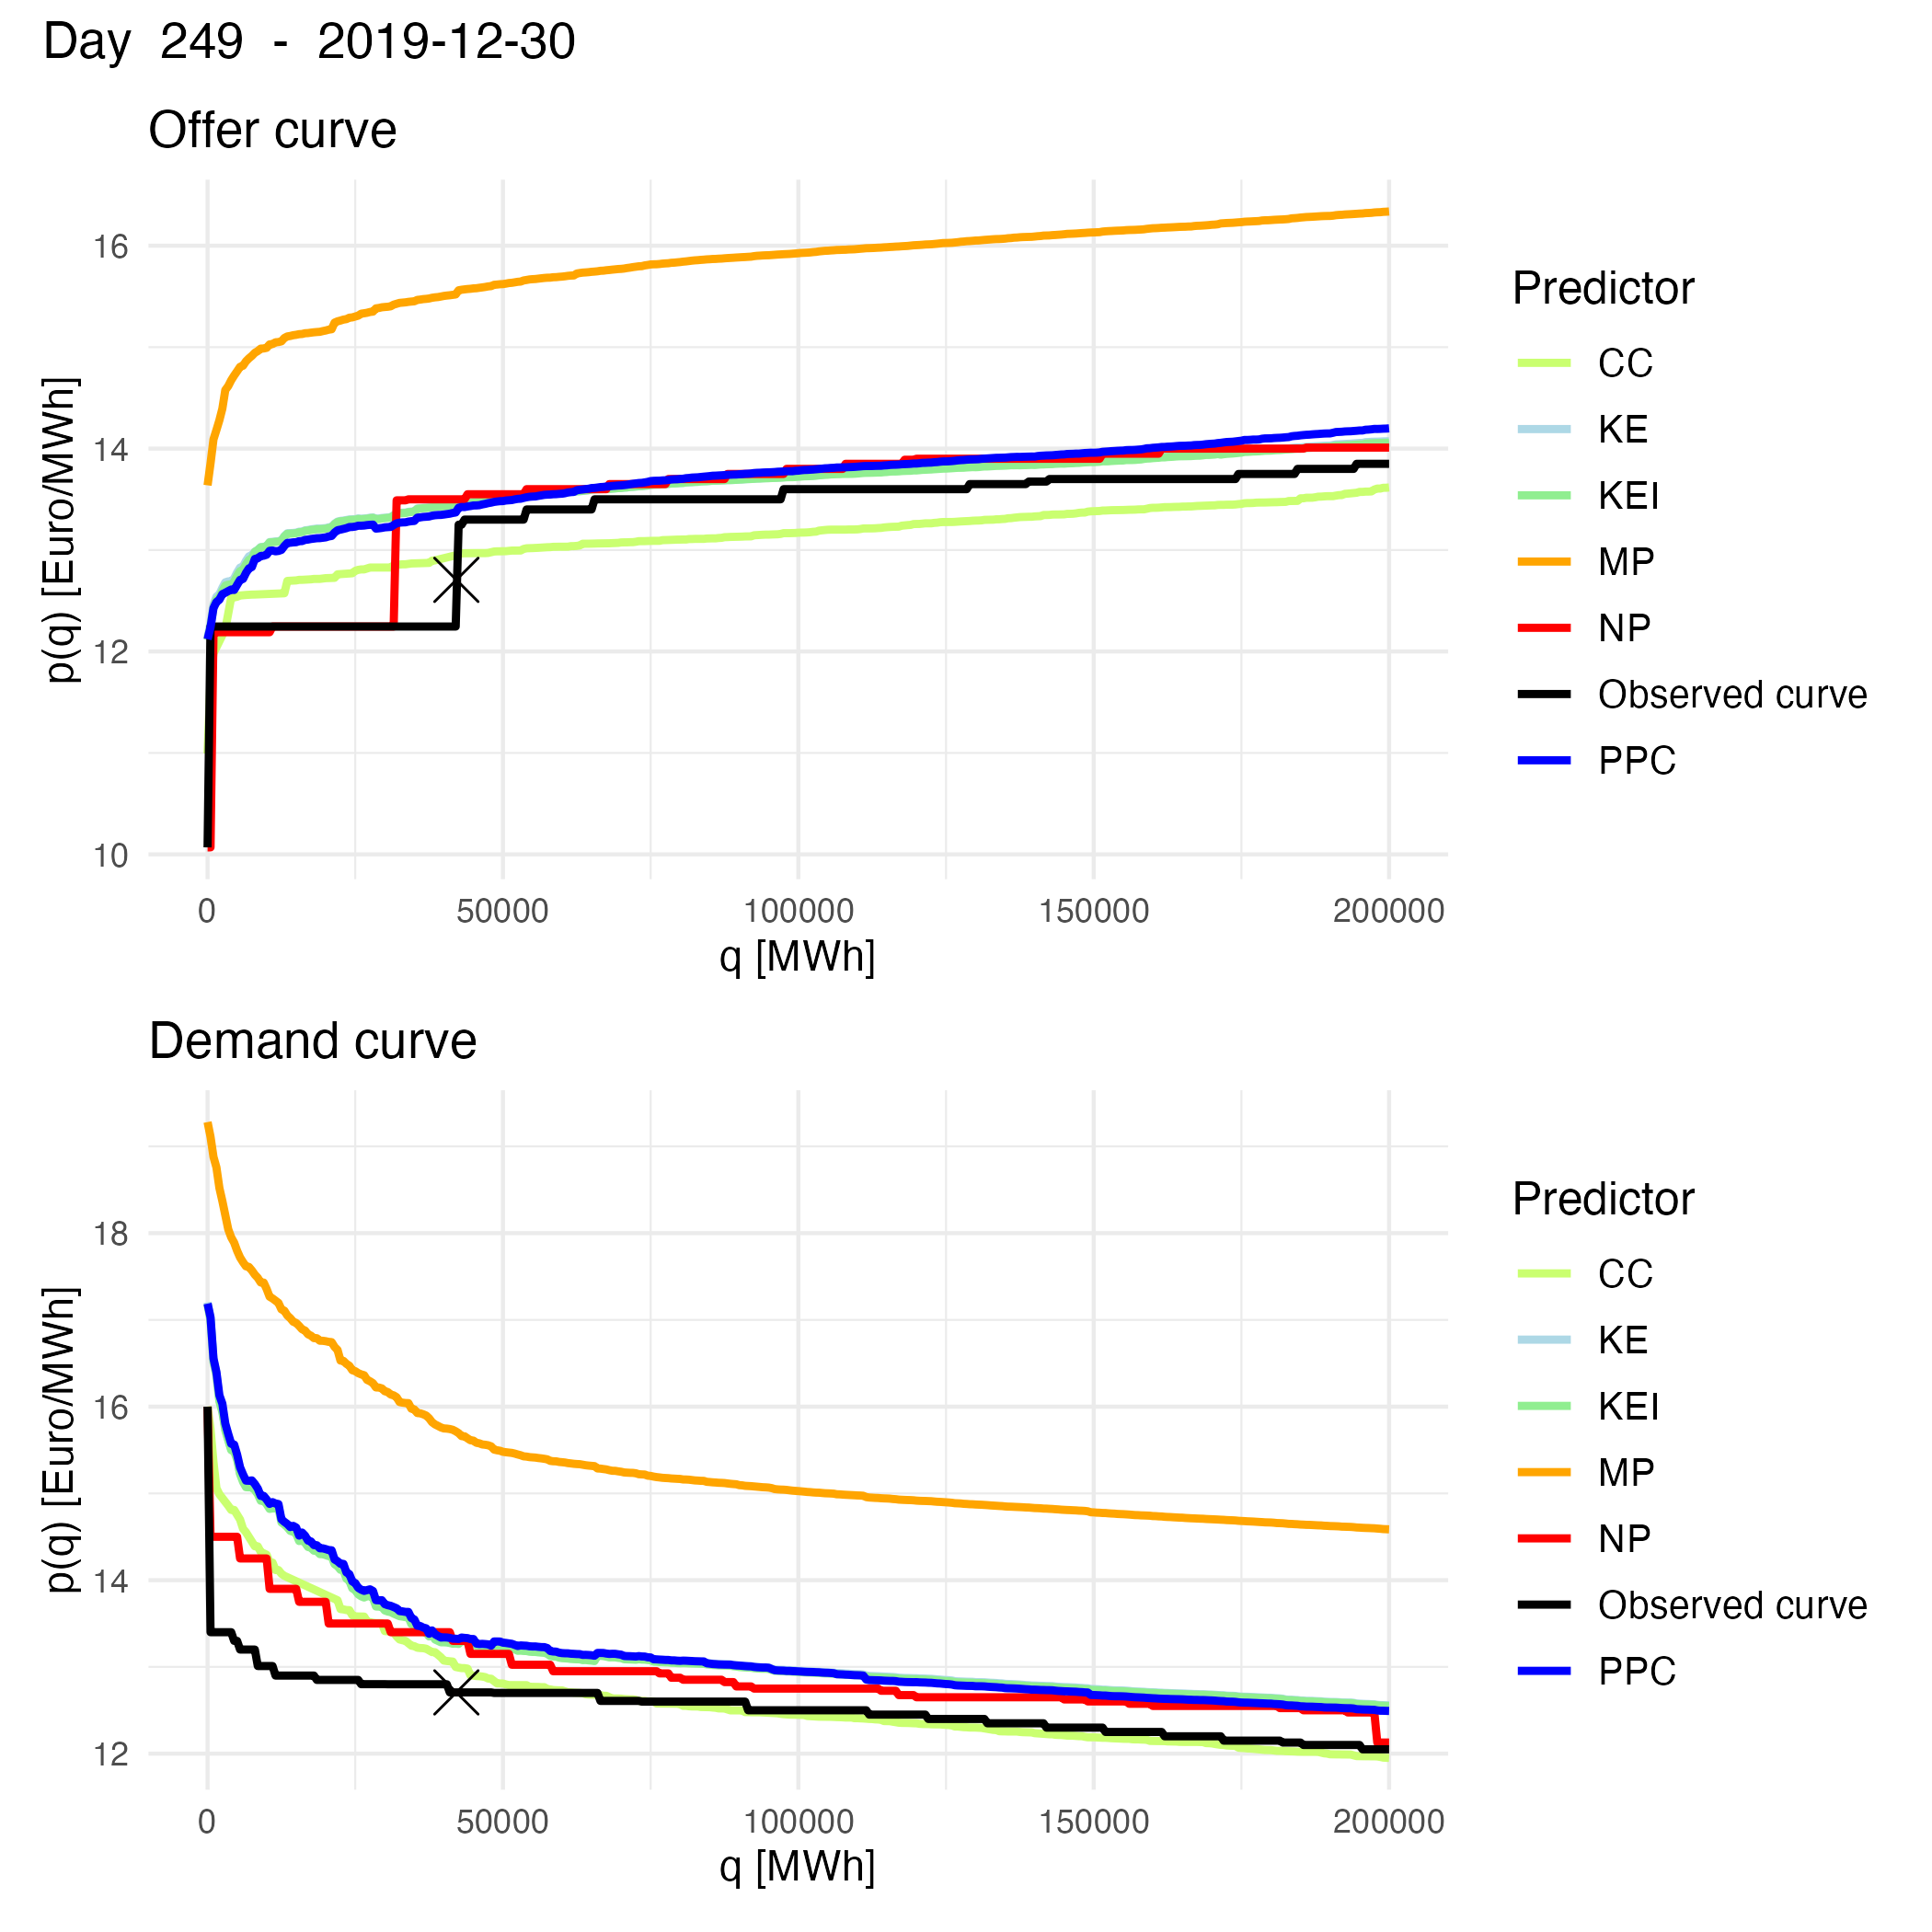 Day 249 - 2019-12-30
Offer curve
p(q) [Euro/MWh]
16
14
12
10
0 50000 100000 150000 200000
q [MWh]
Predictor
CC
KE
KEI
MP
NP
Observed curve
PPC
Demand curve
p(q) [Euro/MWh]
18
16
14
12
0 50000 100000 150000 200000
q [MWh]
Predictor
CC
KE
KEI
MP
NP
Observed curve
PPC